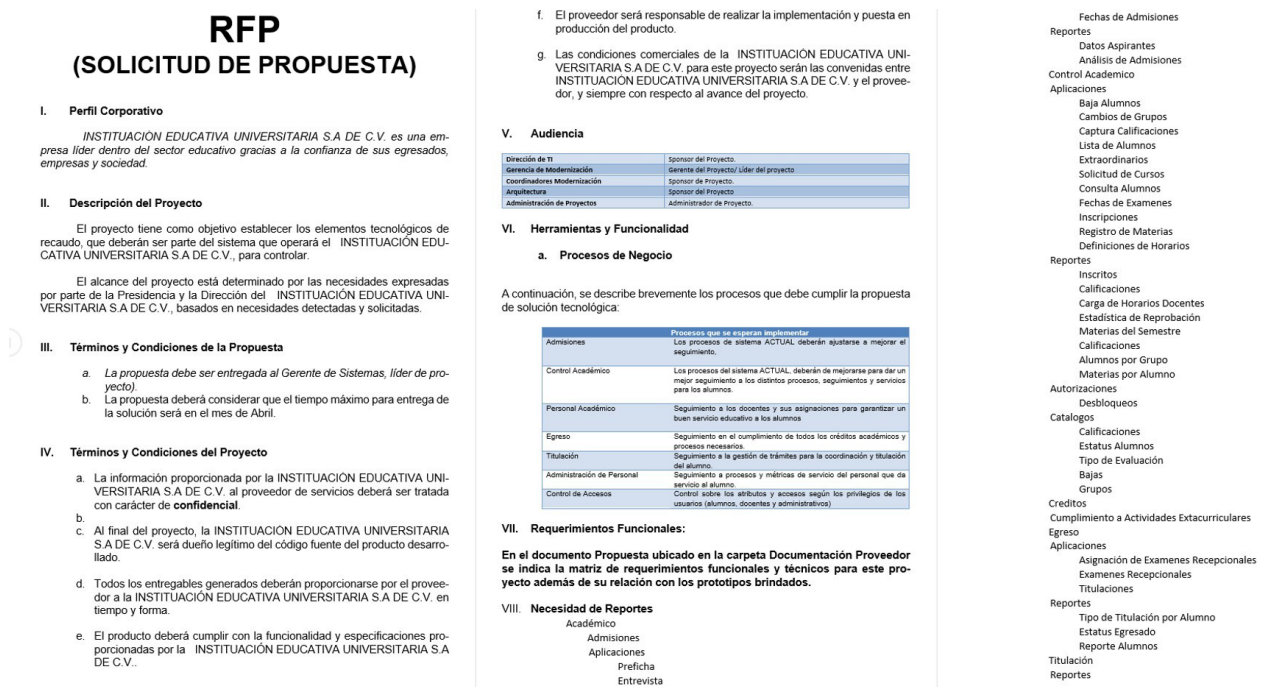 RFP
(SOLICITUD DE PROPUESTA)
I. Perfil Corporativo
INSTITUACIÓN EDUCATIVA UNIVERSITARIA S.A DE C.V. es una em-
presa líder dentro del sector educativo gracias a la confianza de sus egresados,
empresas y sociedad.
II. Descripción del Proyecto
El proyecto tiene como objetivo establecer los elementos tecnológicos de
recaudo, que deberán ser parte del sistema que operará el INSTITUACIÓN EDU-
CATIVA UNIVERSITARIA S.A DE C.V., para controlar.
El alcance del proyecto está determinado por las necesidades expresadas
por parte de la Presidencia y la Dirección del INSTITUACIÓN EDUCATIVA UNI-
VERSITARIA S.A DE C.V., basados en necesidades detectadas y solicitadas.
III. Términos y Condiciones de la Propuesta
a. La propuesta debe ser entregada al Gerente de Sistemas, líder de pro-
yecto).
b. La propuesta deberá considerar que el tiempo máximo para entrega de
la solución será en el mes de Abril.
IV. Términos y Condiciones del Proyecto
a. La información proporcionada por la INSTITUACIÓN EDUCATIVA UNI-
VERSITARIA S.A DE C.V. al proveedor de servicios deberá ser tratada
con carácter de confidencial.
b.
c. Al final del proyecto, la INSTITUACIÓN EDUCATIVA UNIVERSITARIA
S.A DE C.V. será dueño legítimo del código fuente del producto desarro-
llado.
d. Todos los entregables generados deberán proporcionarse por el provee-
dor a la INSTITUACIÓN EDUCATIVA UNIVERSITARIA S.A DE C.V. en
tiempo y forma.
e. El producto deberá cumplir con la funcionalidad y especificaciones pro-
porcionadas por la INSTITUACIÓN EDUCATIVA UNIVERSITARIA S.A
DE C.V..
f. El proveedor será responsable de realizar la implementación y puesta en
producción del producto.
g. Las condiciones comerciales de la INSTITUACIÓN EDUCATIVA UNI-
VERSITARIA S.A DE C.V. para este proyecto serán las convenidas entre
INSTITUACIÓN EDUCATIVA UNIVERSITARIA S.A DE C.V. y el provee-
dor, y siempre con respecto al avance del proyecto.
V. Audiencia
Dirección de TI Sponsor del Proyecto.
Gerencia de Modernización Gerente del Proyecto/ Líder del proyecto
Coordinadores Modernización Sponsor de Proyecto.
Arquitectura Sponsor del Proyecto
Administración de Proyectos Administrador de Proyecto.
VI. Herramientas y Funcionalidad
a. Procesos de Negocio
A continuación, se describe brevemente los procesos que debe cumplir la propuesta
de solución tecnológica:
Procesos que se esperan implementar
Admisiones Los procesos de sistema ACTUAL deberán ajustarse a mejorar el
seguimiento,
Control Académico Los procesos del sistema ACTUAL, deberán de mejorarse para dar un
mejor seguimiento a los distintos procesos, seguimientos y servicios
para los alumnos.
Personal Académico Seguimiento a los docentes y sus asignaciones para garantizar un
buen servicio educativo a los alumnos
Egreso Seguimiento en el cumplimiento de todos los créditos académicos y
procesos necesarios.
Titulación Seguimiento a la gestión de trámites para la coordinación y titulación
del alumno.
Administración de Personal Seguimiento a procesos y métricas de servicio del personal que da
servicio al alumno.
Control de Accesos Control sobre los atributos y accesos según los privilegios de los
usuarios (alumnos, docentes y administrativos)
VII. Requerimientos Funcionales:
En el documento Propuesta ubicado en la carpeta Documentación Proveedor
se indica la matriz de requerimientos funcionales y técnicos para este pro-
yecto además de su relación con los prototipos brindados.
VIII. Necesidad de Reportes
Académico
Admisiones
Aplicaciones
Preficha
Entrevista
Fechas de Admisiones
Reportes
Datos Aspirantes
Análisis de Admisiones
Control Academico
Aplicaciones
Baja Alumnos
Cambios de Grupos
Captura Calificaciones
Lista de Alumnos
Extraordinarios
Solicitud de Cursos
Consulta Alumnos
Fechas de Examenes
Inscripciones
Registro de Materias
Definiciones de Horarios
Reportes
Inscritos
Calificaciones
Carga de Horarios Docentes
Estadística de Reprobación
Materias del Semestre
Calificaciones
Alumnos por Grupo
Materias por Alumno
Autorizaciones
Desbloqueos
Catalogos
Calificaciones
Estatus Alumnos
Tipo de Evaluación
Bajas
Grupos
Creditos
Cumplimiento a Actividades Extacurriculares
Egreso
Aplicaciones
Asignación de Examenes Recepcionales
Examenes Recepcionales
Titulaciones
Reportes
Tipo de Titulación por Alumno
Estatus Egresado
Reporte Alumnos
Titulación
Reportes